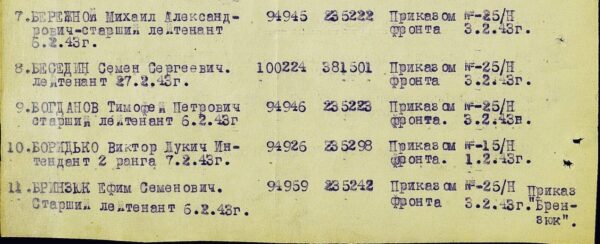 7.БЕРЕЖНОЙ Михаил Александ- 94945 235222 Приказом №-25/Н
рович-старший лейтенант фронта 3.2.43г.
5.2.43г.
8.БЕСЕДИН Семен Сергеевич. 100224 381501 Приказом №-25/Н
лейтенант 27.2.43г. фронта 3.2.43г.
9.БОГДАНОВ Тимофей Петрович 94946 235223 Приказом №-25/Н
старший лейтенант 6.2.43г фронта. 3.2.43н.
10.БОРИДЬКО Виктор Лукич Ин- 94926 235298 Приказом №-15/Н
тендант 2 ранга 7.2.43г. фронта. 1.2.43г.
11.БРИНЗЮК Ефим Семенович. 94959 235242 Приказом №-25/Н Приказ
Старший лейтенант 6.2.43г. фронта 3.2.43г. "Брен-
зюк".